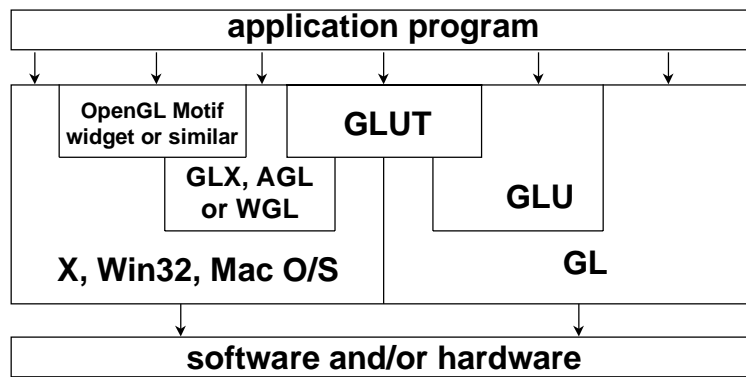 application program
OpenGL Motif
widget or similar
GLUT
GLX, AGL
or WGL
GLU
X, Win32, Mac O/S
GL
software and/or hardware